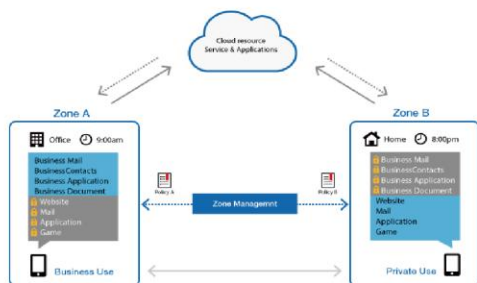 Cloud resource
Service & Applications
Zone A
Zone B
Office 9:00am
Home 8:00pm
Business Mail
BusinessContacts
Business Application
Business Document
Website
Mail
Application
Game
Business Mail
BusinessContacts
Business Application
Business Document
Website
Mail
Application
Game
Policy A
Zone Managemnt
Policy B
Business Use
Private Use